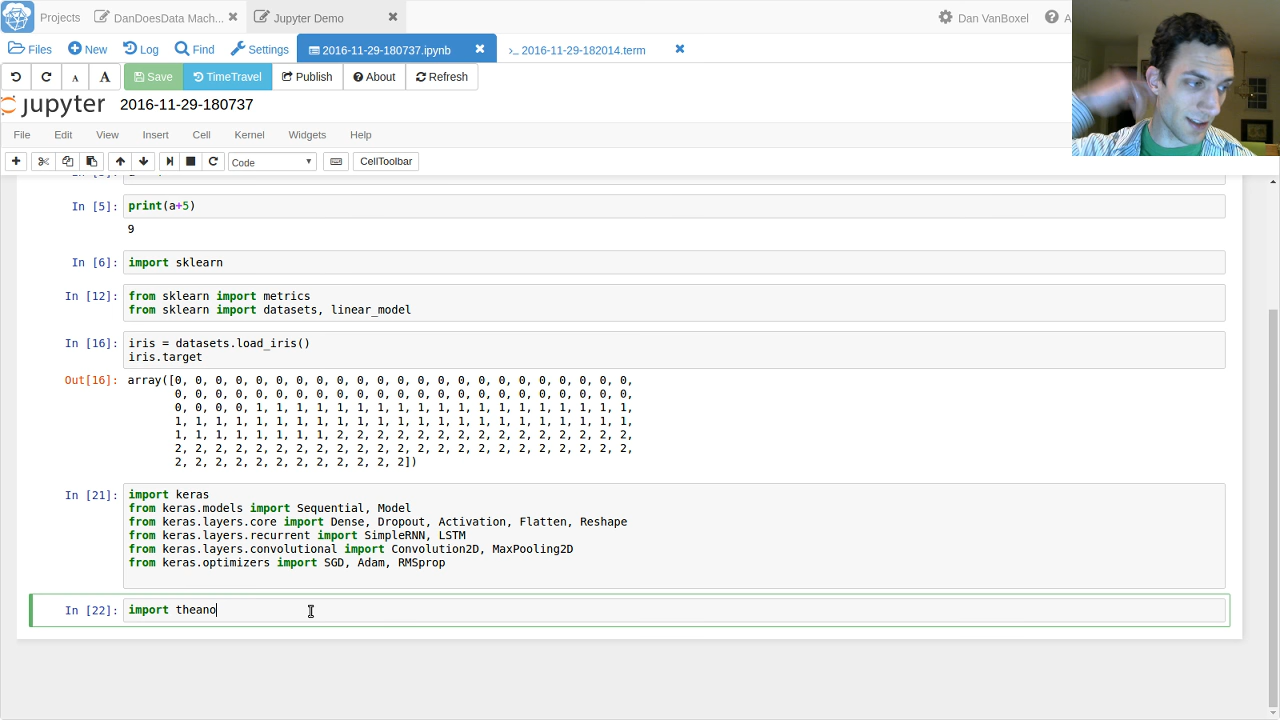 Projects DanDoesData Mach... Jupyter Demo Dan VanBoxel
Files New Log Find Settings 2016-11-29-180737.ipynb >_ 2016-11-29-182014.term
A A Save TimeTravel Publish About Refresh
jupyter 2016-11-29-180737
File Edit View Insert Cell Kernel Widgets Help
Code CellToolbar
In [5]: print(a+5)
9
In [6]: import sklearn
In [12]: from sklearn import metrics
from sklearn import datasets, linear_model
In [16]: iris = datasets.load_iris()
iris.target
Out[16]: array([0, 0, 0, 0, 0, 0, 0, 0, 0, 0, 0, 0, 0, 0, 0, 0, 0, 0, 0, 0, 0, 0, 0,
0, 0, 0, 0, 0, 0, 0, 0, 0, 0, 0, 0, 0, 0, 0, 0, 0, 0, 0, 0, 0, 0, 0,
0, 0, 0, 0, 1, 1, 1, 1, 1, 1, 1, 1, 1, 1, 1, 1, 1, 1, 1, 1, 1, 1, 1,
1, 1, 1, 1, 1, 1, 1, 1, 1, 1, 1, 1, 1, 1, 1, 1, 1, 1, 1, 1, 1, 1, 1,
1, 1, 1, 1, 1, 1, 1, 1, 2, 2, 2, 2, 2, 2, 2, 2, 2, 2, 2, 2, 2, 2, 2,
2, 2, 2, 2, 2, 2, 2, 2, 2, 2, 2, 2, 2, 2, 2, 2, 2, 2, 2, 2, 2, 2, 2,
2, 2, 2, 2, 2, 2, 2, 2, 2, 2, 2, 2])
In [21]: import keras
from keras.models import Sequential, Model
from keras.layers.core import Dense, Dropout, Activation, Flatten, Reshape
from keras.layers.recurrent import SimpleRNN, LSTM
from keras.layers.convolutional import Convolution2D, MaxPooling2D
from keras.optimizers import SGD, Adam, RMSprop
In [22]: import theano